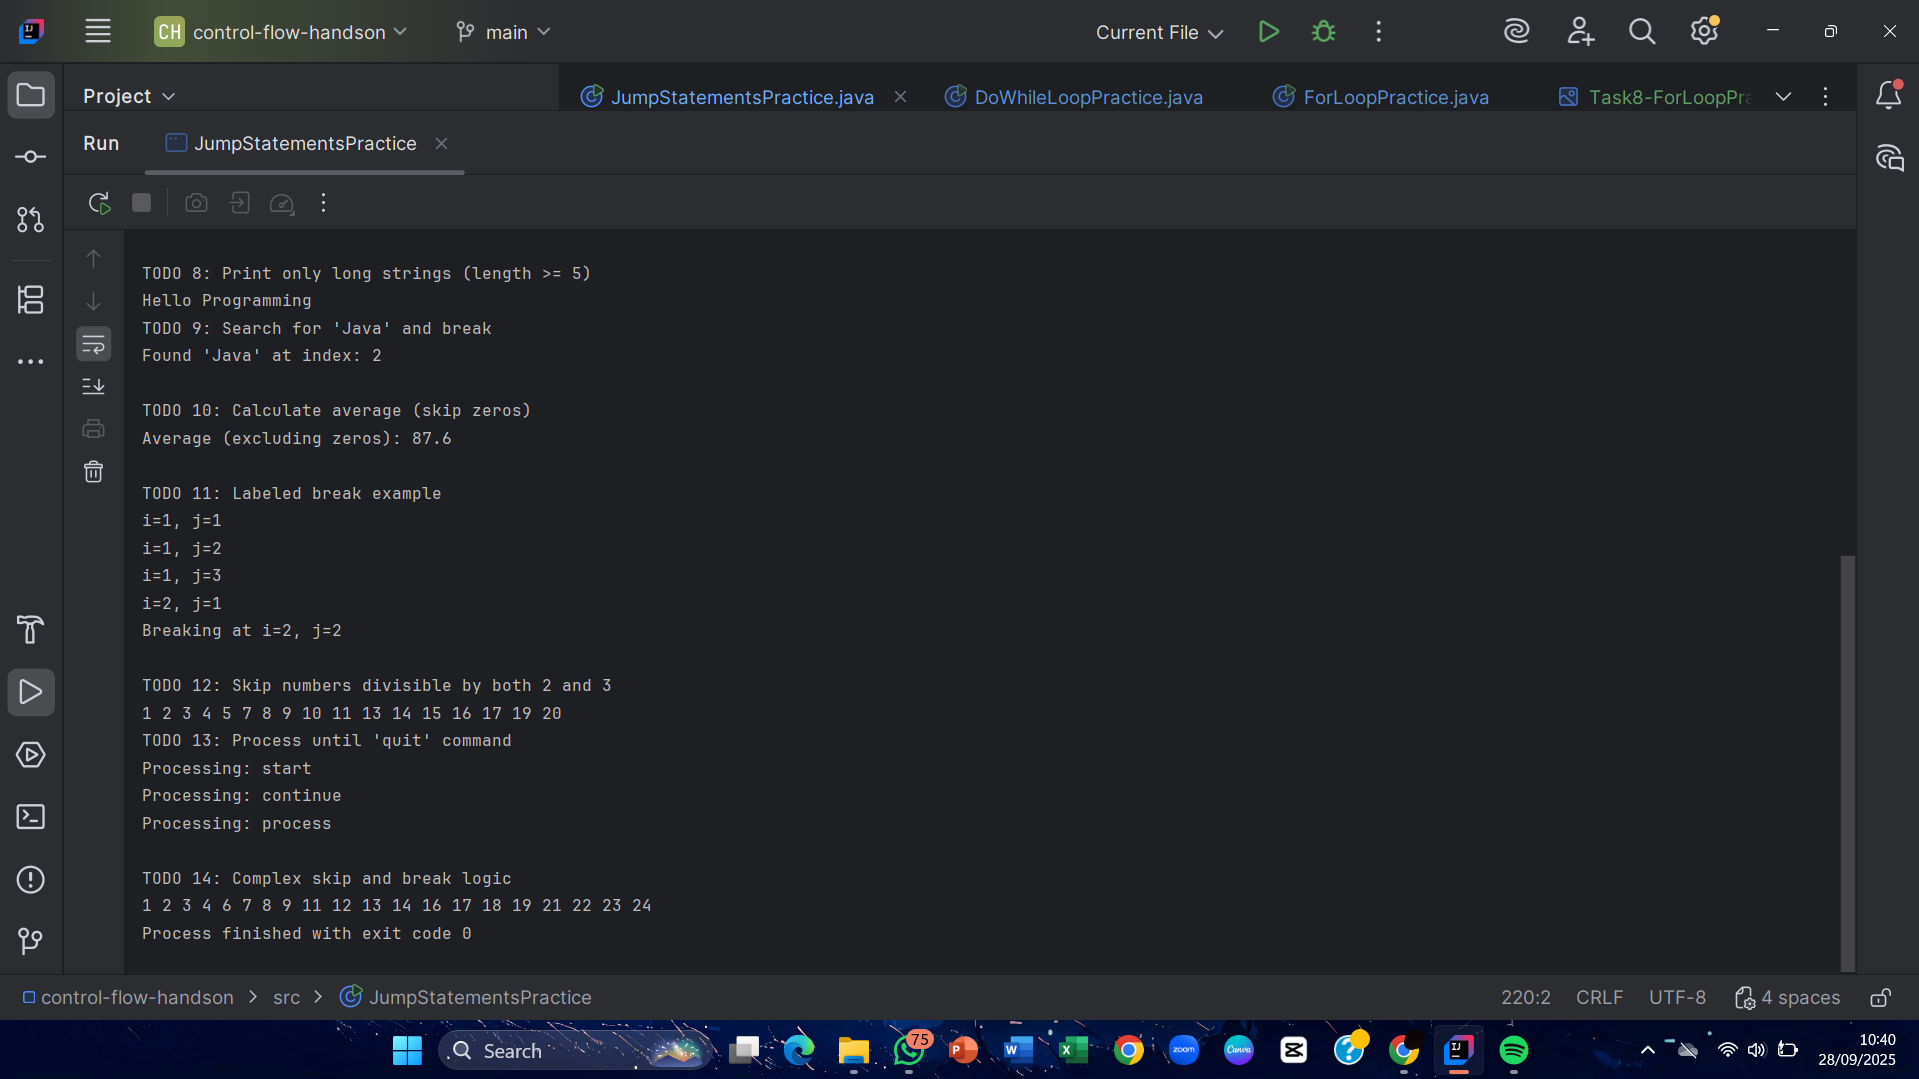 CH control-flow-handson main Current File
Project JumpStatementsPractice.java DoWhileLoopPractice.java ForLoopPractice.java Task8-ForLoopPra
Run JumpStatementsPractice
TODO 8: Print only long strings (length >= 5)
Hello Programming
TODO 9: Search for 'Java' and break
Found 'Java' at index: 2
TODO 10: Calculate average (skip zeros)
Average (excluding zeros): 87.6
TODO 11: Labeled break example
i=1, j=1
i=1, j=2
i=1, j=3
i=2, j=1
Breaking at i=2, j=2
TODO 12: Skip numbers divisible by both 2 and 3
1 2 3 4 5 7 8 9 10 11 13 14 15 16 17 19 20
TODO 13: Process until 'quit' command
Processing: start
Processing: continue
Processing: process
TODO 14: Complex skip and break logic
1 2 3 4 6 7 8 9 11 12 13 14 16 17 18 19 21 22 23 24
Process finished with exit code 0
control-flow-handson > src > JumpStatementsPractice 220:2 CRLF UTF-8 4 spaces
Search 75 zoom Canva 10:40
28/09/2025